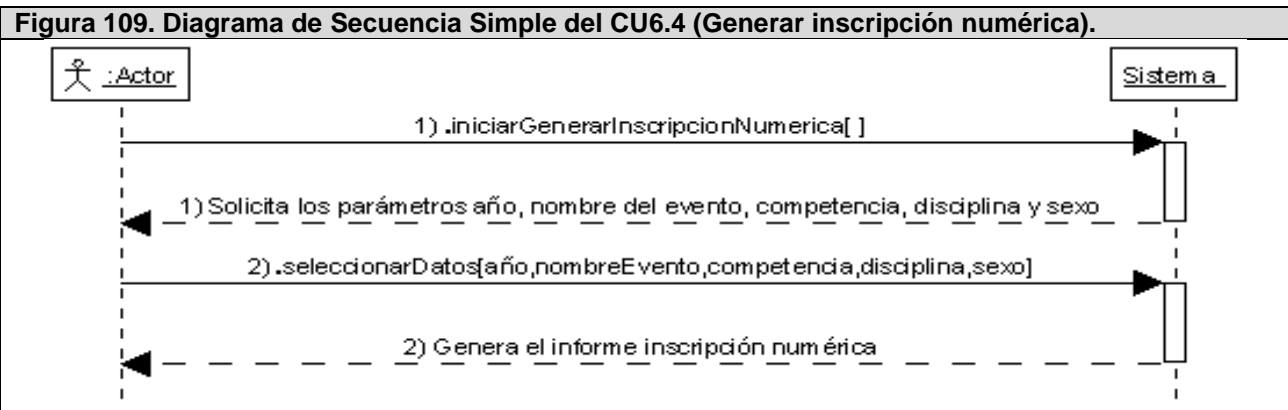 Figura 109. Diagrama de Secuencia Simple del CU6.4 (Generar inscripción numérica).
:Actor
Sistema
1) .iniciarGenerarInscripcionNumerica[ ]
1) Solicita los parámetros año, nombre del evento, competencia, disciplina y sexo
2) .seleccionarDatos[año,nombreEvento,competencia,disciplina,sexo]
2) Genera el informe inscripción numérica